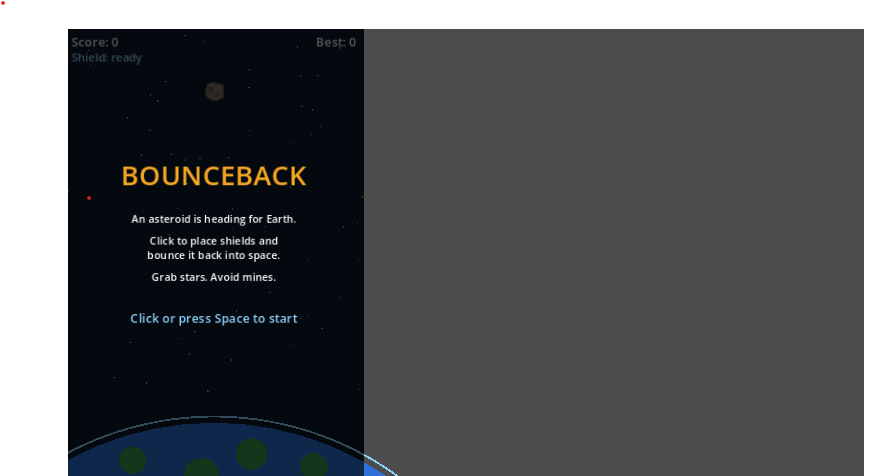 Score: 0
Best: 0
Shield: ready
BOUNCEBACK
An asteroid is heading for Earth.
Click to place shields and
bounce it back into space.
Grab stars. Avoid mines.
Click or press Space to start